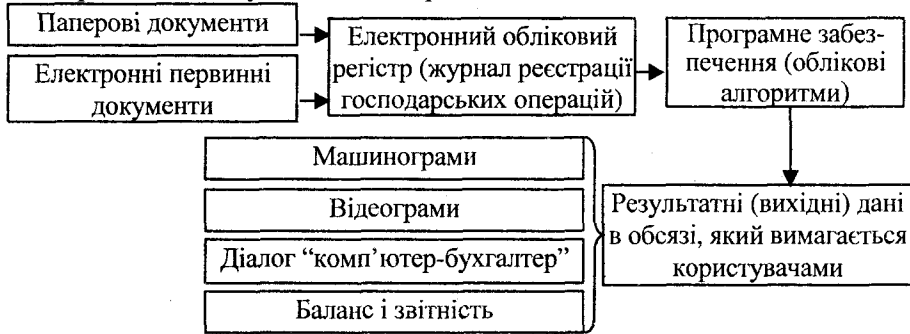 Паперові документи
Електронні первинні
документи
Електронний обліковий
регістр (журнал реєстрації
господарських операцій)
Програмне забез-
печення (облікові
алгоритми)
Машинограми
Відеограми
Діалог “комп’ютер-бухгалтер”
Баланс і звітність
Результатні (вихідні) дані
в обсязі, який вимагається
користувачами